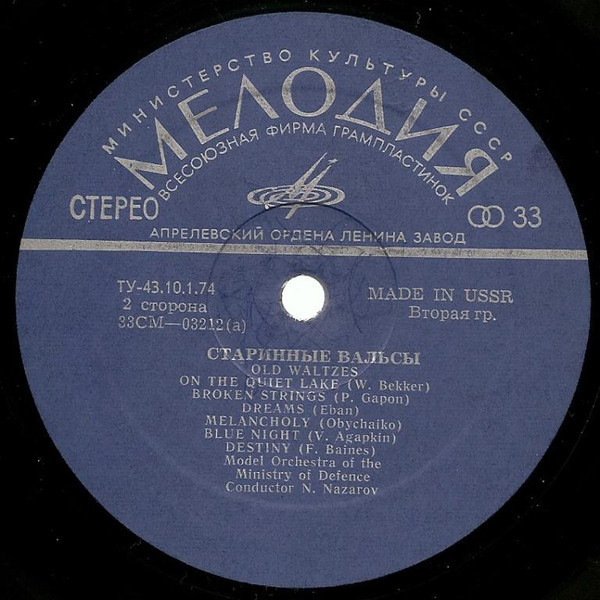 МИНИСТЕРСТВО КУЛЬТУРЫ СССР
МЕЛОДИЯ
ВСЕСОЮЗНАЯ ФИРМА ГРАМПЛАСТИНОК
СТЕРЕО
33
АПРЕЛЕВСКИЙ ОРДЕНА ЛЕНИНА ЗАВОД
ТУ-43.10.1.74
2 сторона
33СМ—03212(а)
MADE IN USSR
Вторая гр.
СТАРИННЫЕ ВАЛЬСЫ
OLD WALTZES
ON THE QUIET LAKE (W. Bekker)
BROKEN STRINGS (P. Gapon)
DREAMS (Eban)
MELANCHOLY (Obychaiko)
BLUE NIGHT (V. Agapkin)
DESTINY (F. Baines)
Model Orchestra of the
Ministry of Defence
Conductor N. Nazarov